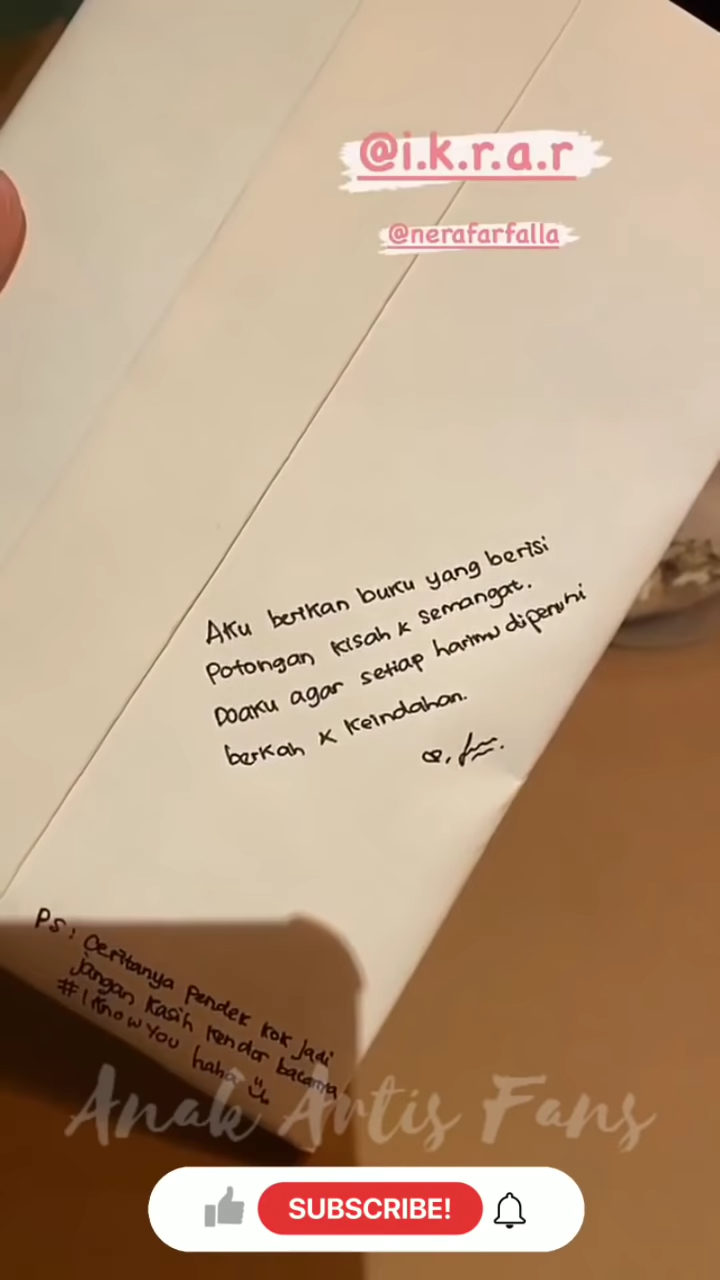 @i.k.r.a.r
@nerafarfalla
Aku berikan buku yang berisi
Potongan kisah & semangat.
Doaku agar setiap harimu dipenuhi
berkah & keindahan.
PS: Ceritanya pendek kok jadi
jangan kasih kendor bacanya
#IKnowYou haha
Anak Artis Fans
SUBSCRIBE!